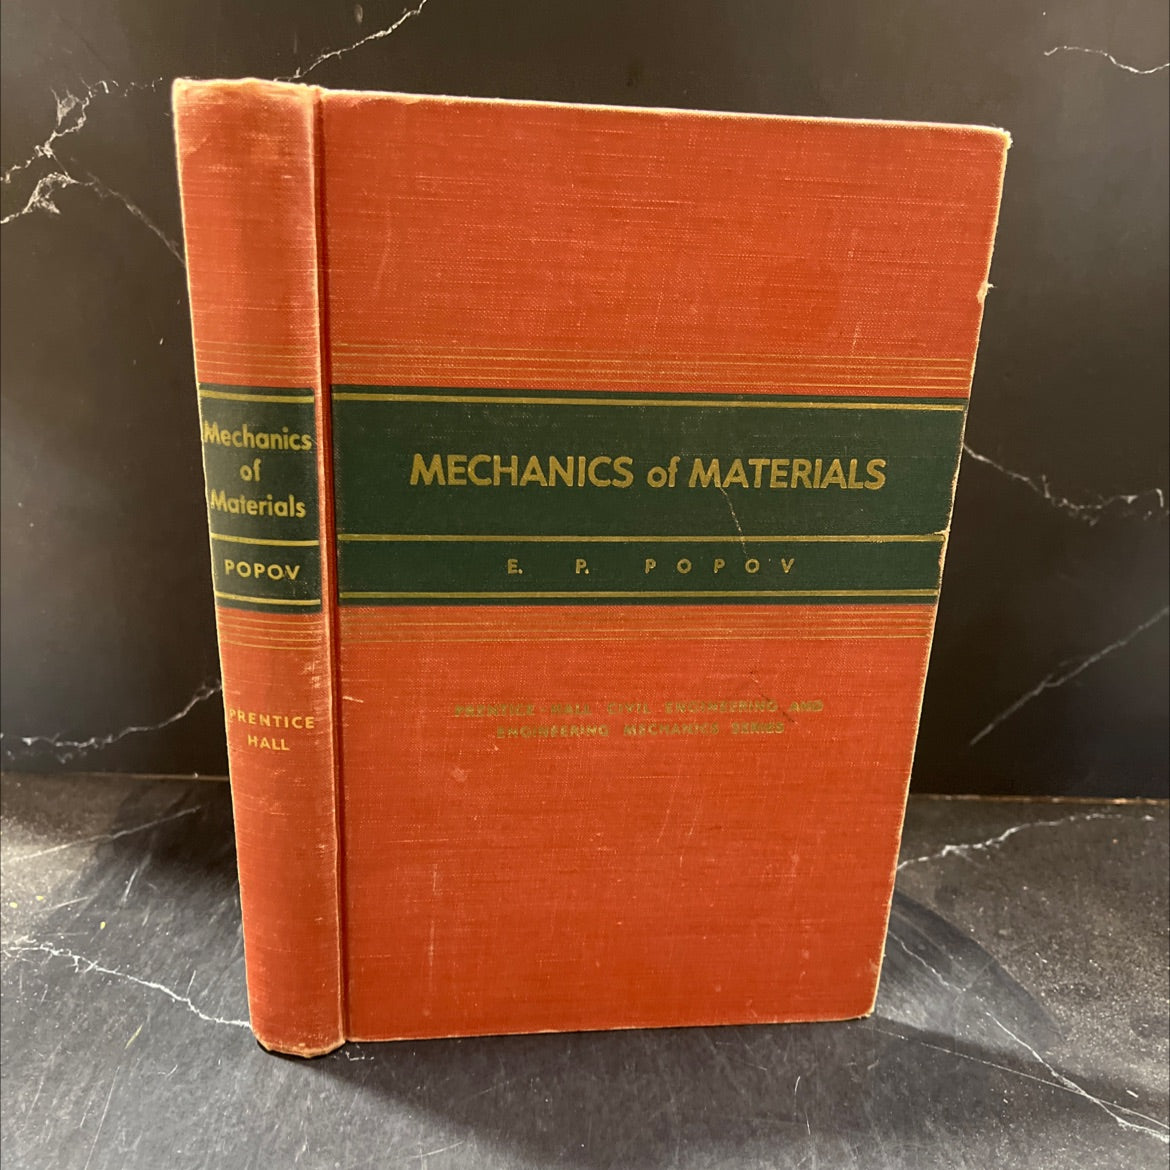 Mechanics
of
Materials
POPOV
PRENTICE
HALL
MECHANICS of MATERIALS
E. P. POPOV
PRENTICE-HALL CIVIL ENGINEERING AND
ENGINEERING MECHANICS SERIES